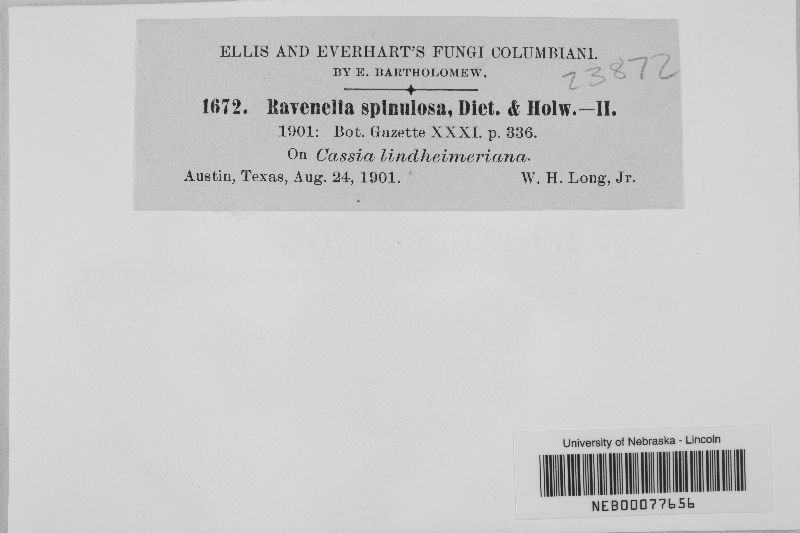 ELLIS AND EVERHART'S FUNGI COLUMBIANI.
BY E. BARTHOLOMEW.
23872
1672. Ravenelia spinulosa, Diet. & Holw.—II.
1901: Bot. Gazette XXXI. p. 336.
On Cassia lindheimeriana.
Austin, Texas, Aug. 24, 1901. W. H. Long, Jr.
University of Nebraska - Lincoln
NEB00077656